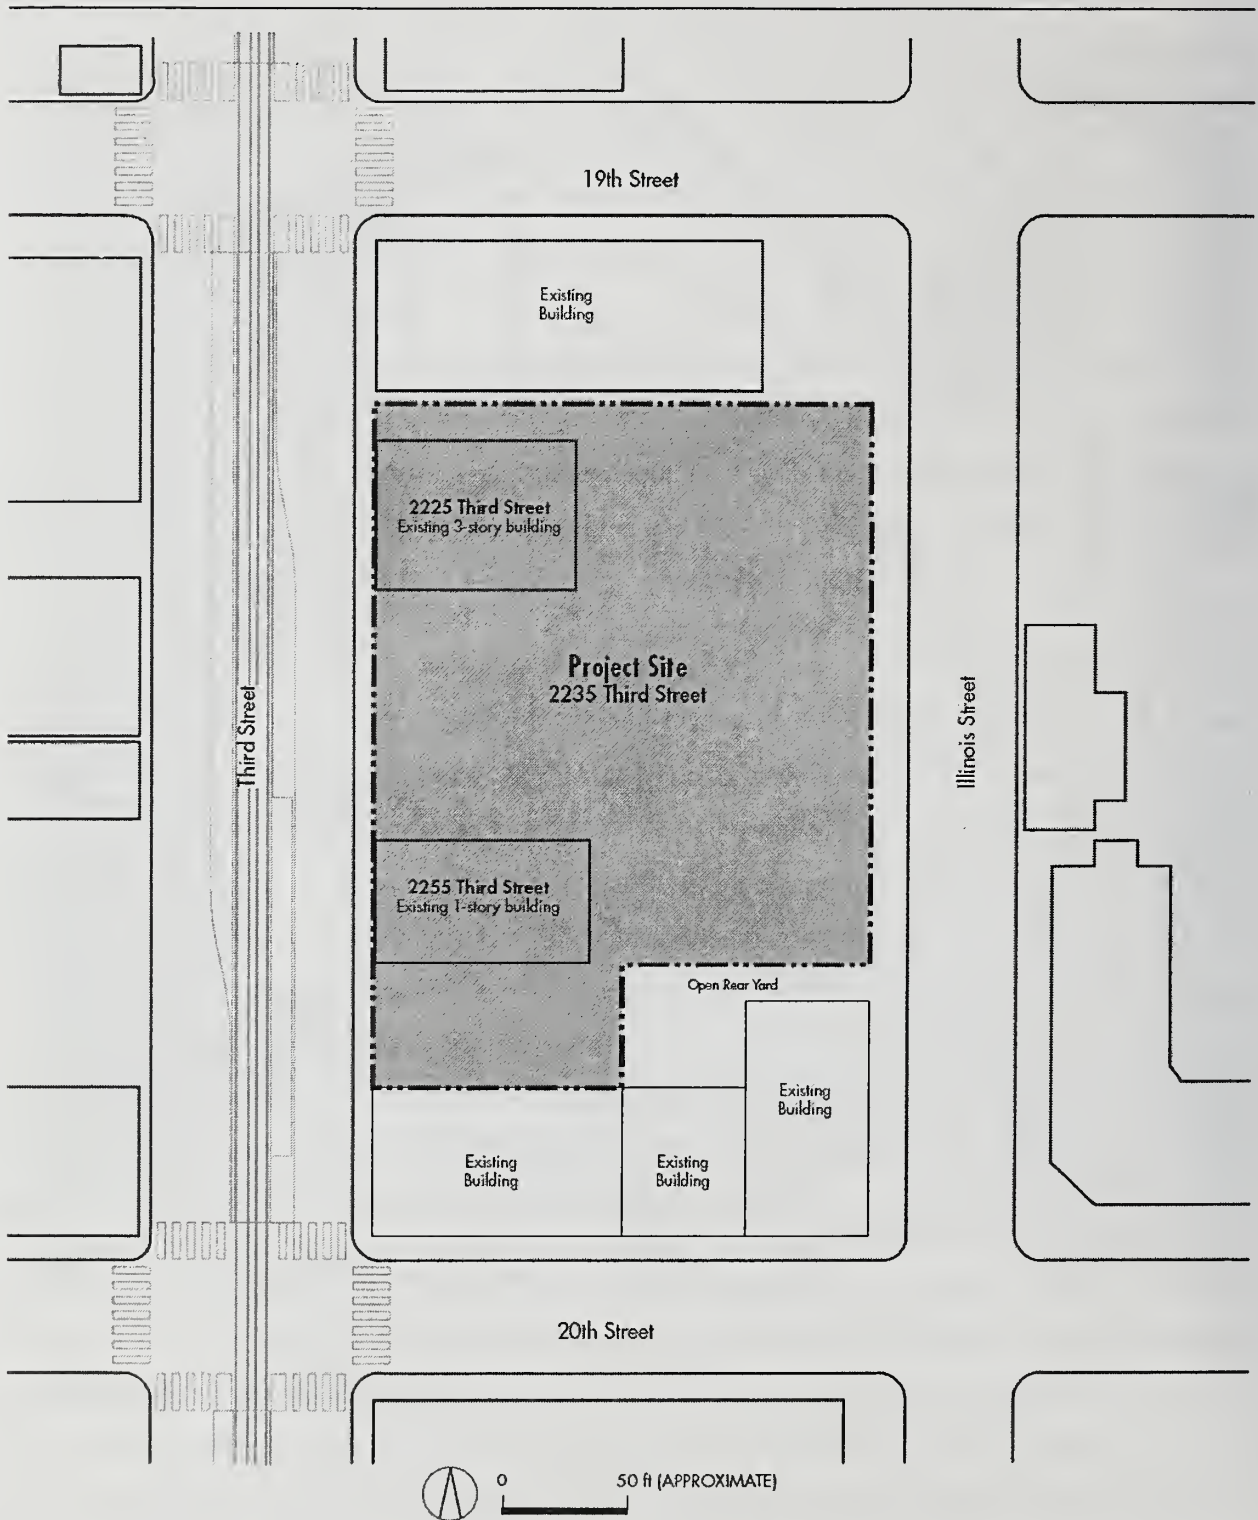 19th Street
Existing
Building
2225 Third Street
Existing 3-story building
Project Site
2235 Third Street
Third Street
Illinois Street
2255 Third Street
Existing 1-story building
Open Rear Yard
Existing
Building
Existing
Building
Existing
Building
20th Street
0 50 ft (APPROXIMATE)